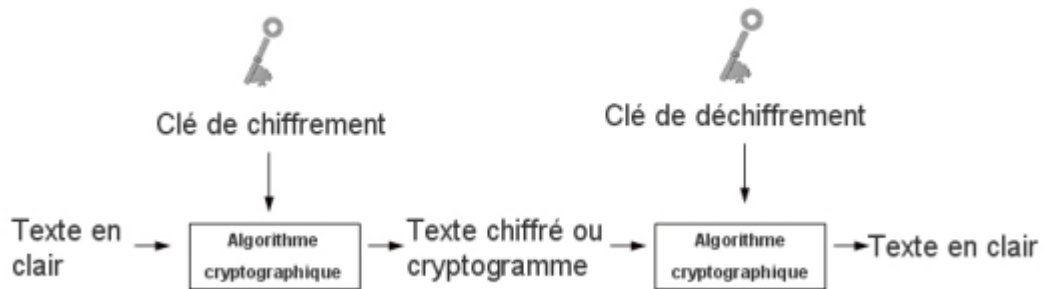 Clé de chiffrement
Clé de déchiffrement
Texte en
clair
Algorithme
cryptographique
Texte chiffré ou
cryptogramme
Algorithme
cryptographique
Texte en clair